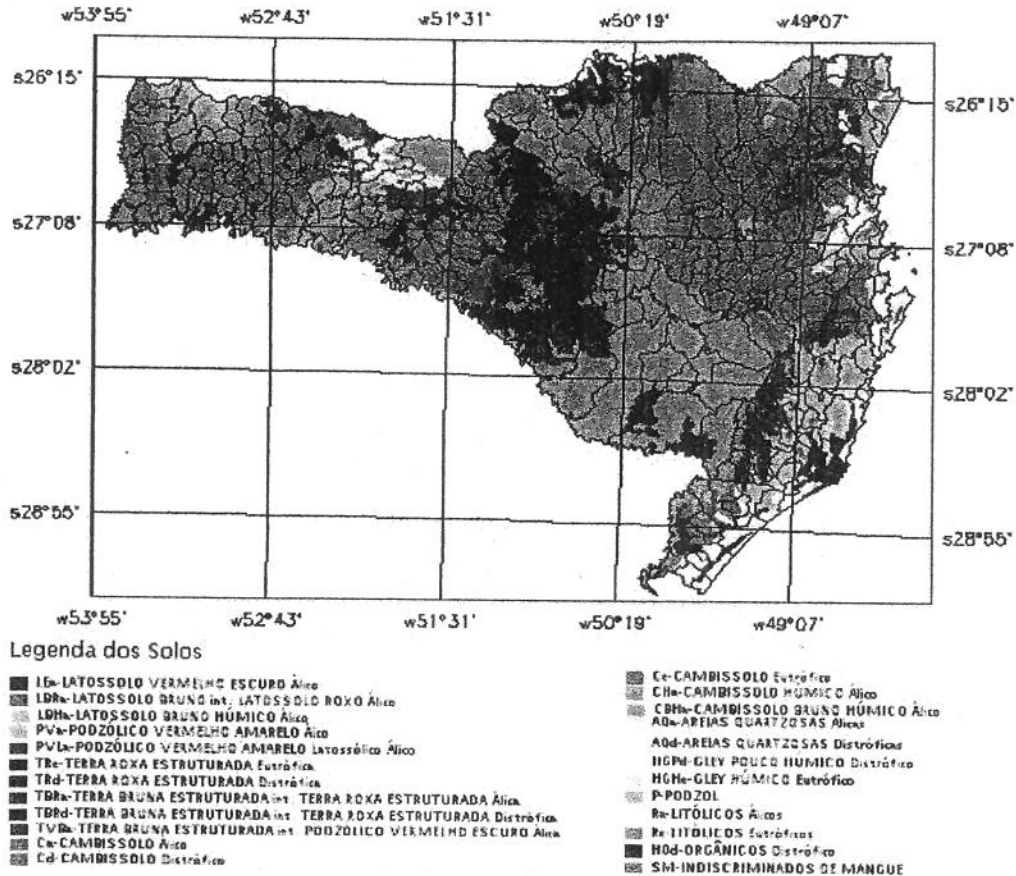 w53°55' w52°43' w51°31' w50°19' w49°07'
s26°15' s26°15'
s27°08' s27°08'
s28°02' s28°02'
s28°55' s28°55'
w53°55' w52°43' w51°31' w50°19' w49°07'
Legenda dos Solos
LEa-LATOSSOLO VERMELHO ESCURO Álico
LBRa-LATOSSOLO BRUNO int. LATOSSOLO ROXO Álico
LBHa-LATOSSOLO BRUNO HÚMICO Álico
PVa-PODZÓLICO VERMELHO AMARELO Álico
PVLa-PODZÓLICO VERMELHO AMARELO Latossólico Álico
TRe-TERRA ROXA ESTRUTURADA Eutrófica
TRd-TERRA ROXA ESTRUTURADA Distrófica
TBRa-TERRA BRUNA ESTRUTURADA int. TERRA ROXA ESTRUTURADA Álica
TBRd-TERRA BRUNA ESTRUTURADA int. TERRA ROXA ESTRUTURADA Distrófica
TVBa-TERRA BRUNA ESTRUTURADA int. PODZÓLICO VERMELHO ESCURO Álica
Ca-CAMBISSOLO Álico
Cd-CAMBISSOLO Distrófico
Ce-CAMBISSOLO Eutrófico
CHa-CAMBISSOLO HÚMICO Álico
CBHa-CAMBISSOLO BRUNO HÚMICO Álico
AQa-AREIAS QUARTZOSAS Álicas
AQd-AREIAS QUARTZOSAS Distróficas
HGPd-GLEY POUCO HÚMICO Distrófico
HGHe-GLEY HÚMICO Eutrófico
P-PODZOL
Ra-LITÓLICOS Álicos
Re-LITÓLICOS Eutróficos
HOd-ORGÂNICOS Distrófico
SM-INDISCRIMINADOS DE MANGUE